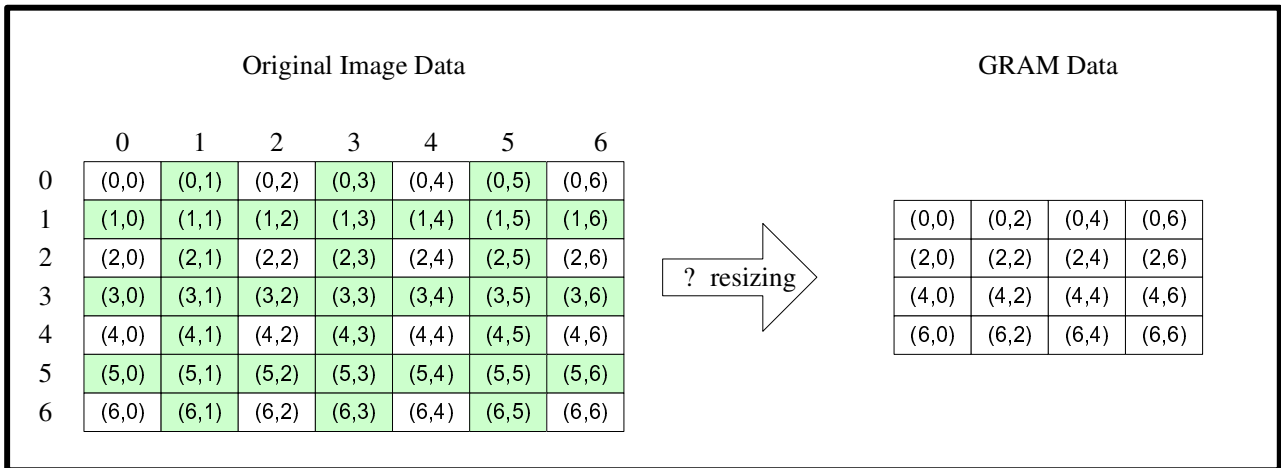 Original Image Data
GRAM Data
0 1 2 3 4 5 6
0 (0,0) (0,1) (0,2) (0,3) (0,4) (0,5) (0,6)
1 (1,0) (1,1) (1,2) (1,3) (1,4) (1,5) (1,6)
2 (2,0) (2,1) (2,2) (2,3) (2,4) (2,5) (2,6)
3 (3,0) (3,1) (3,2) (3,3) (3,4) (3,5) (3,6)
4 (4,0) (4,1) (4,2) (4,3) (4,4) (4,5) (4,6)
5 (5,0) (5,1) (5,2) (5,3) (5,4) (5,5) (5,6)
6 (6,0) (6,1) (6,2) (6,3) (6,4) (6,5) (6,6)
? resizing
(0,0) (0,2) (0,4) (0,6)
(2,0) (2,2) (2,4) (2,6)
(4,0) (4,2) (4,4) (4,6)
(6,0) (6,2) (6,4) (6,6)